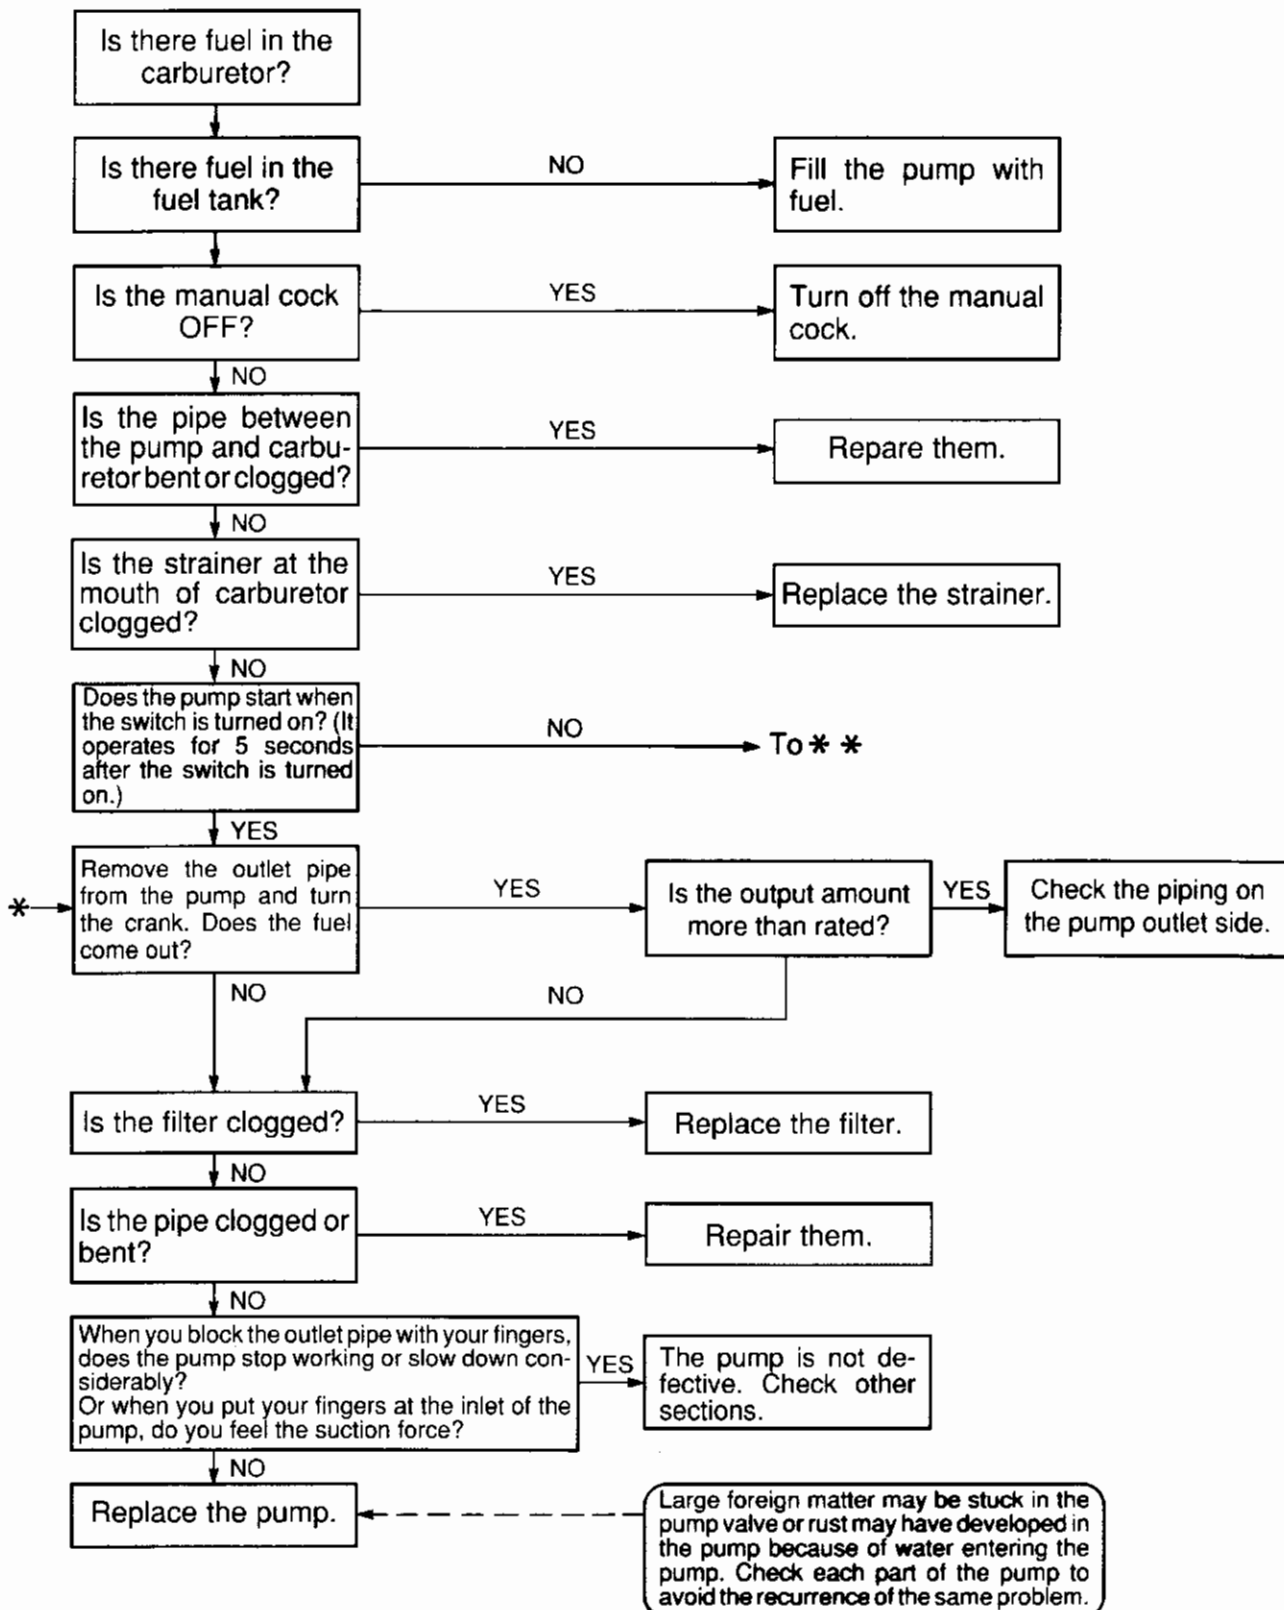 Is there fuel in the
carburetor?
Is there fuel in the
fuel tank?
NO
Fill the pump with
fuel.
Is the manual cock
OFF?
YES
Turn off the manual
cock.
NO
Is the pipe between
the pump and carbu-
retor bent or clogged?
YES
Repare them.
NO
Is the strainer at the
mouth of carburetor
clogged?
YES
Replace the strainer.
NO
Does the pump start when
the switch is turned on? (It
operates for 5 seconds
after the switch is turned
on.)
NO
To * *
YES
*
Remove the outlet pipe
from the pump and turn
the crank. Does the fuel
come out?
YES
Is the output amount
more than rated?
YES
Check the piping on
the pump outlet side.
NO
NO
Is the filter clogged?
YES
Replace the filter.
NO
Is the pipe clogged or
bent?
YES
Repair them.
NO
When you block the outlet pipe with your fingers,
does the pump stop working or slow down con-
siderably?
Or when you put your fingers at the inlet of the
pump, do you feel the suction force?
YES
The pump is not de-
fective. Check other
sections.
NO
Replace the pump.
Large foreign matter may be stuck in the
pump valve or rust may have developed in
the pump because of water entering the
pump. Check each part of the pump to
avoid the recurrence of the same problem.